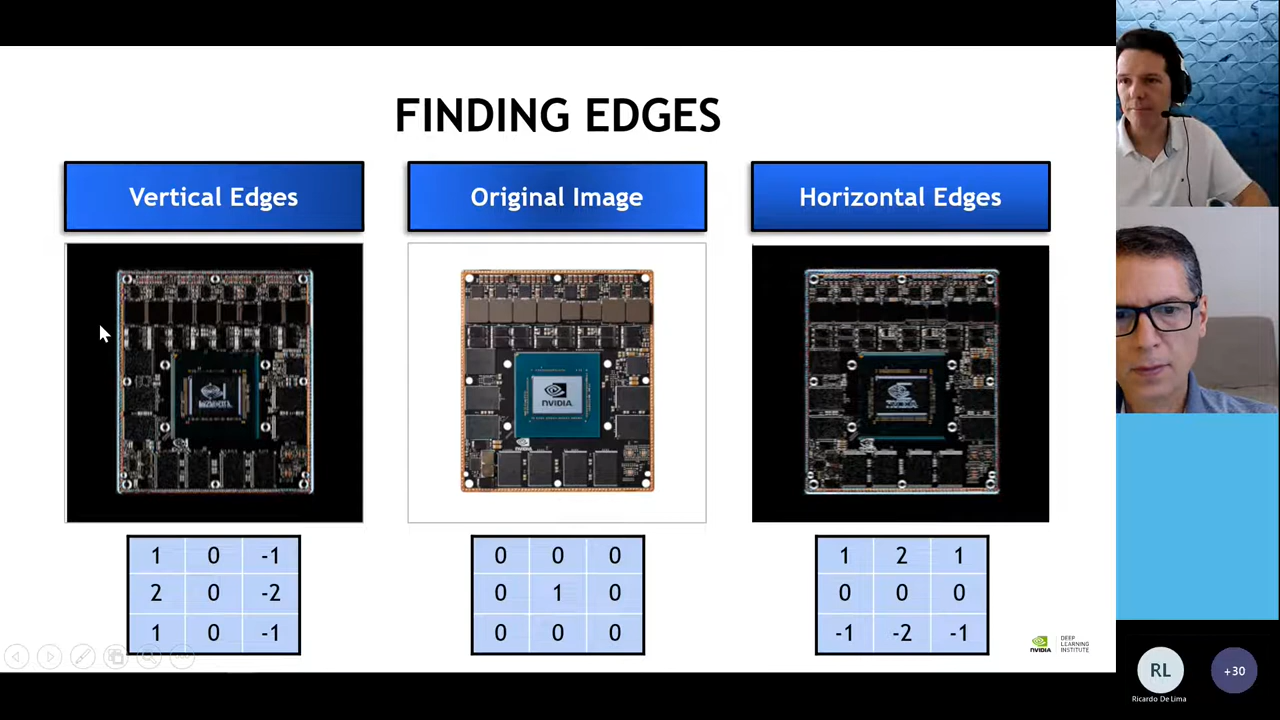 FINDING EDGES
Vertical Edges
Original Image
Horizontal Edges
NVIDIA
1 0 -1
2 0 -2
1 0 -1
0 0 0
0 1 0
0 0 0
1 2 1
0 0 0
-1 -2 -1
NVIDIA
DEEP
LEARNING
INSTITUTE
RL
+30
Ricardo De Lima